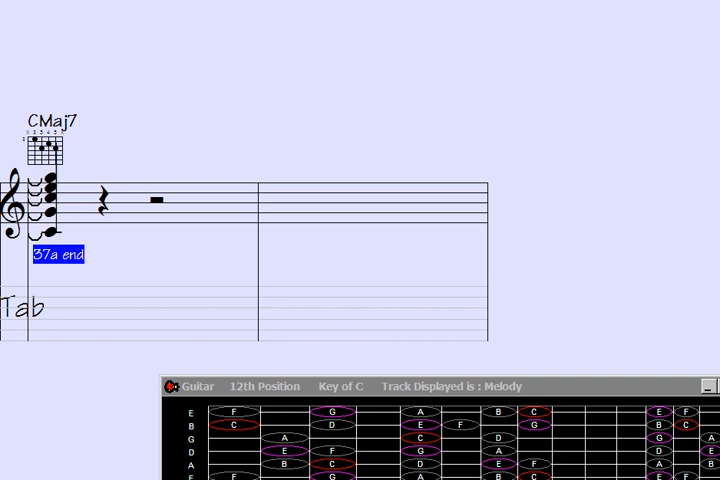 CMaj7
37a end
Tab
Guitar 12th Position Key of C Track Displayed is : Melody
E F G A B C E F
B C D E F G B C
G A C D G A
D E F G A D E
A B C D E F A B C
F G A B C E F